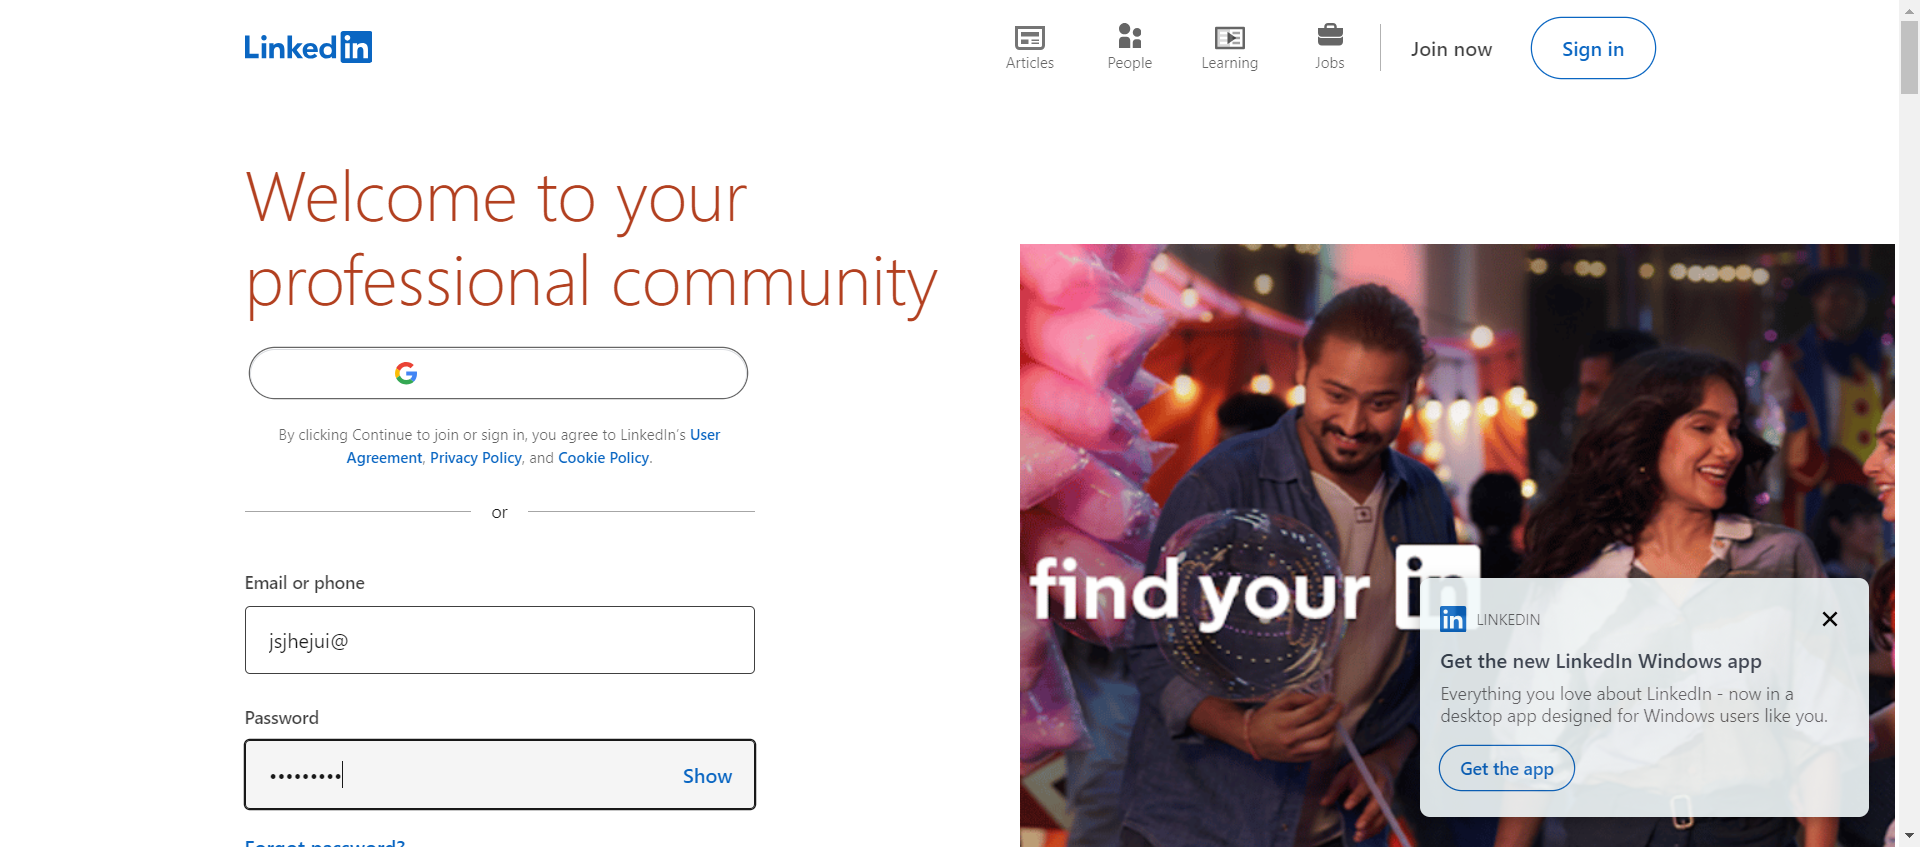 Linked in
Articles
People
Learning
Jobs
Join now
Sign in
Welcome to your
professional community
By clicking Continue to join or sign in, you agree to LinkedIn's User
Agreement, Privacy Policy, and Cookie Policy.
or
Email or phone
jsjhejui@
Password
•••••••••
Show
Forgot password?
find your in
in LINKEDIN
Get the new LinkedIn Windows app
Everything you love about LinkedIn - now in a
desktop app designed for Windows users like you.
Get the app